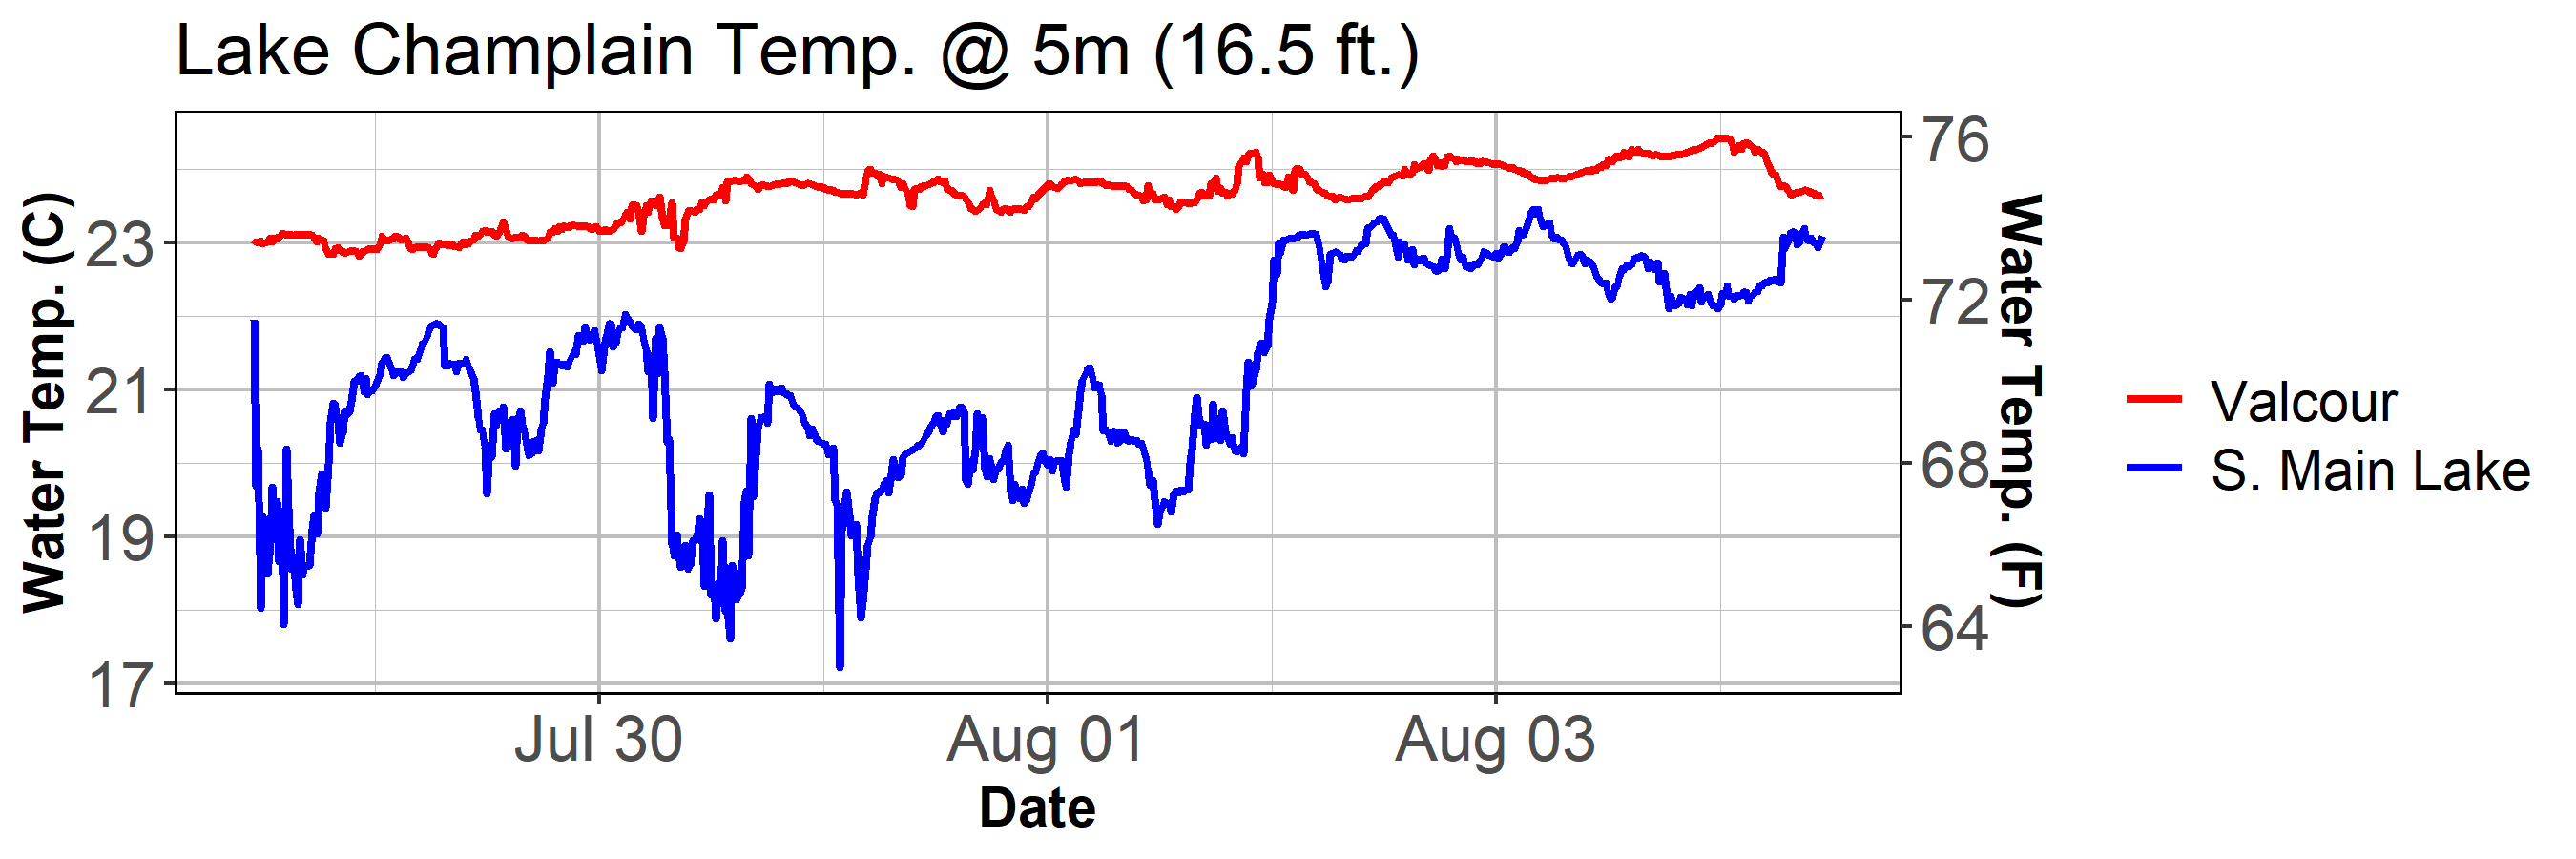 Lake Champlain Temp. @ 5m (16.5 ft.)
Water Temp. (C)
23
21
19
17
76
72
68
64
Water Temp. (F)
Jul 30
Aug 01
Aug 03
Date
Valcour
S. Main Lake